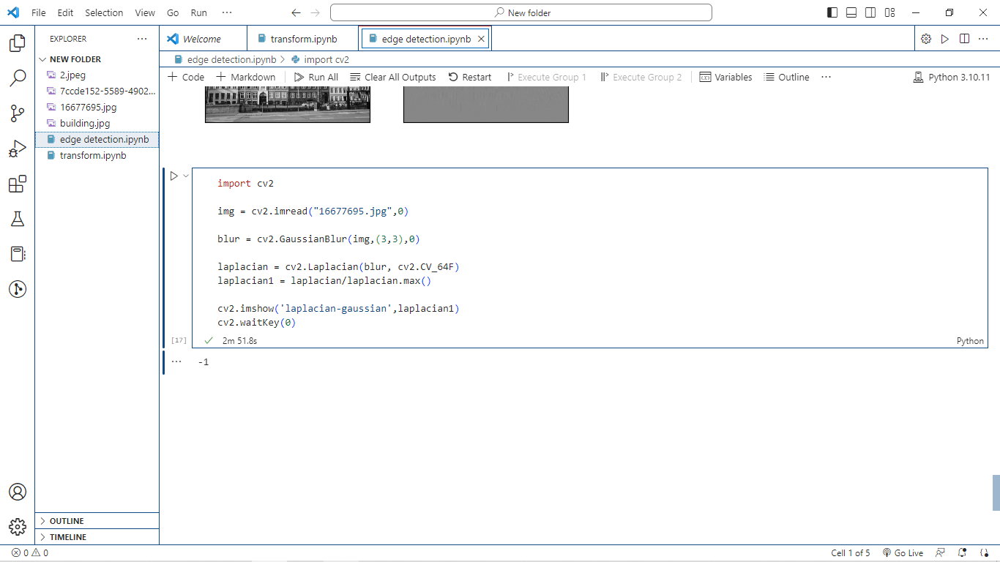 File Edit Selection View Go Run ··· New folder
EXPLORER ···
NEW FOLDER
2.jpeg
7ccde152-5589-4902...
16677695.jpg
building.jpg
edge detection.ipynb
transform.ipynb
OUTLINE
TIMELINE
Welcome transform.ipynb edge detection.ipynb
edge detection.ipynb > import cv2
+ Code + Markdown Run All Clear All Outputs Restart Execute Group 1 Execute Group 2 Variables Outline ··· Python 3.10.11
import cv2
img = cv2.imread("16677695.jpg",0)
blur = cv2.GaussianBlur(img,(3,3),0)
laplacian = cv2.Laplacian(blur, cv2.CV_64F)
laplacian1 = laplacian/laplacian.max()
cv2.imshow('laplacian-gaussian',laplacian1)
cv2.waitKey(0)
[17] 2m 51.8s Python
··· -1
0 0 Cell 1 of 5 Go Live